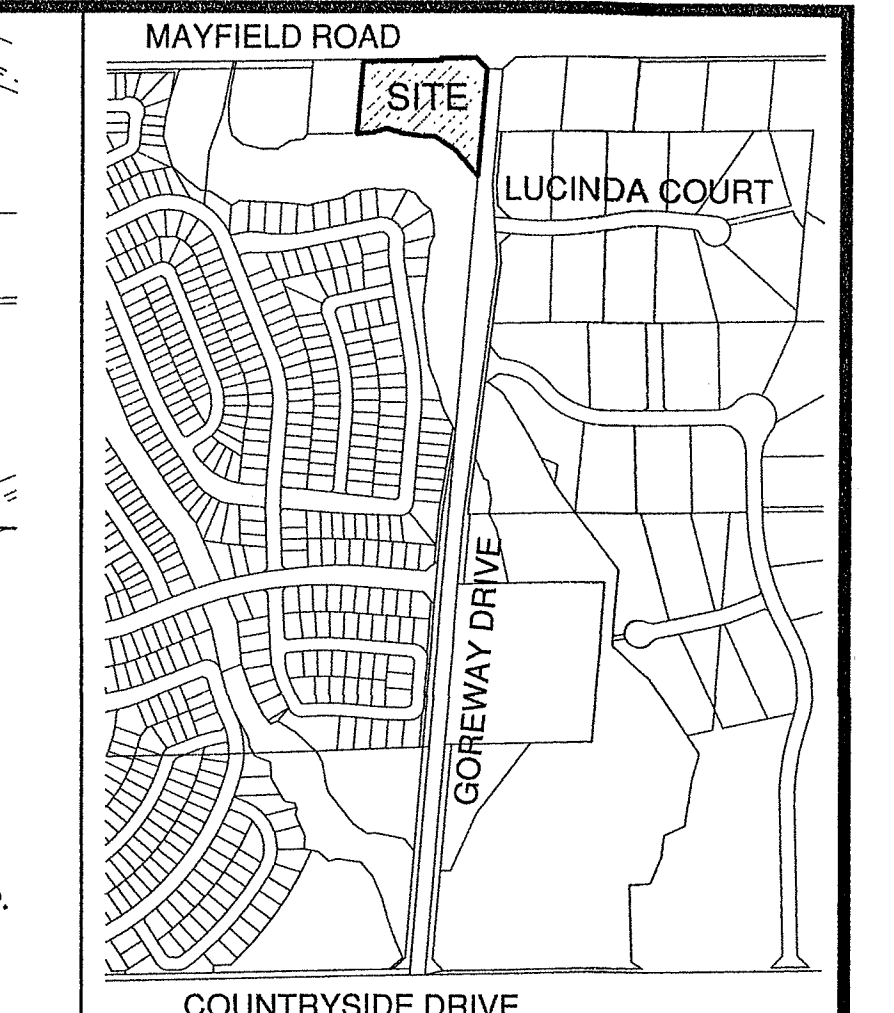 MAYFIELD ROAD
SITE
LUCINDA COURT
GOREWAY DRIVE
COUNTRYSIDE DRIVE